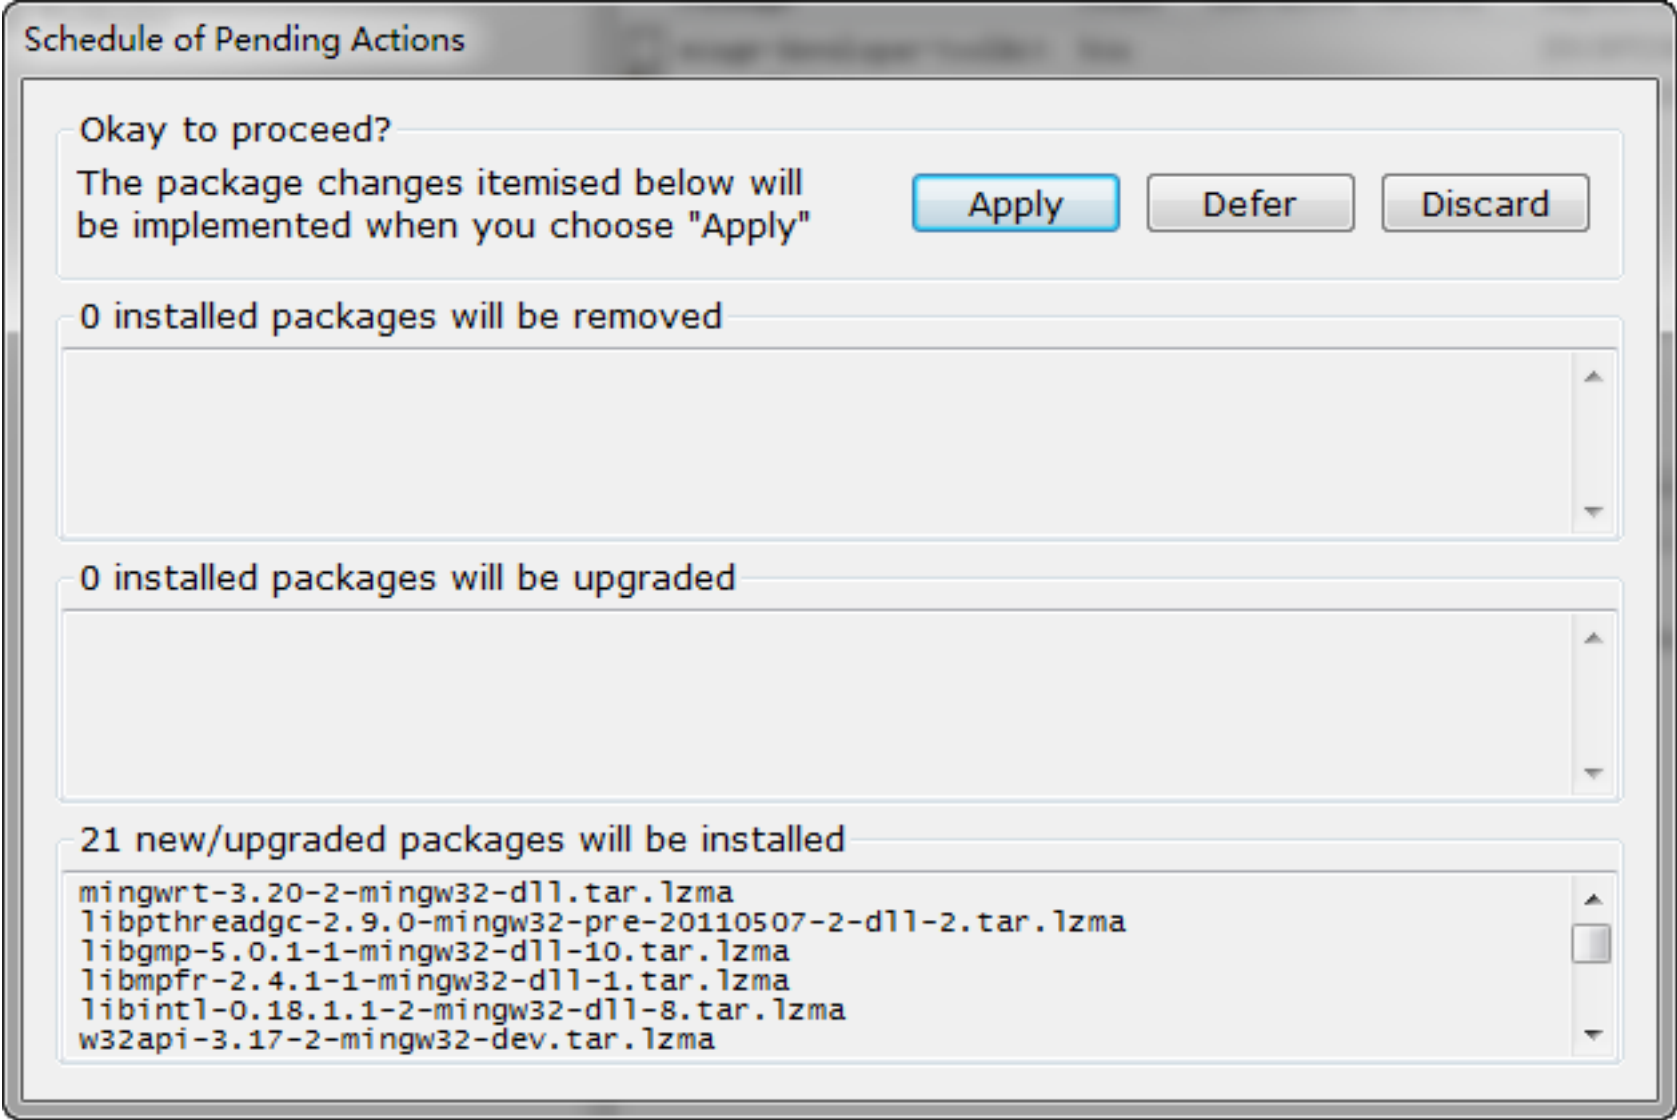 Schedule of Pending Actions
Okay to proceed?
The package changes itemised below will
be implemented when you choose "Apply"
Apply
Defer
Discard
0 installed packages will be removed
0 installed packages will be upgraded
21 new/upgraded packages will be installed
mingwrt-3.20-2-mingw32-dll.tar.lzma
libpthreadgc-2.9.0-mingw32-pre-20110507-2-dll-2.tar.lzma
libgmp-5.0.1-1-mingw32-dll-10.tar.lzma
libmpfr-2.4.1-1-mingw32-dll-1.tar.lzma
libintl-0.18.1.1-2-mingw32-dll-8.tar.lzma
w32api-3.17-2-mingw32-dev.tar.lzma